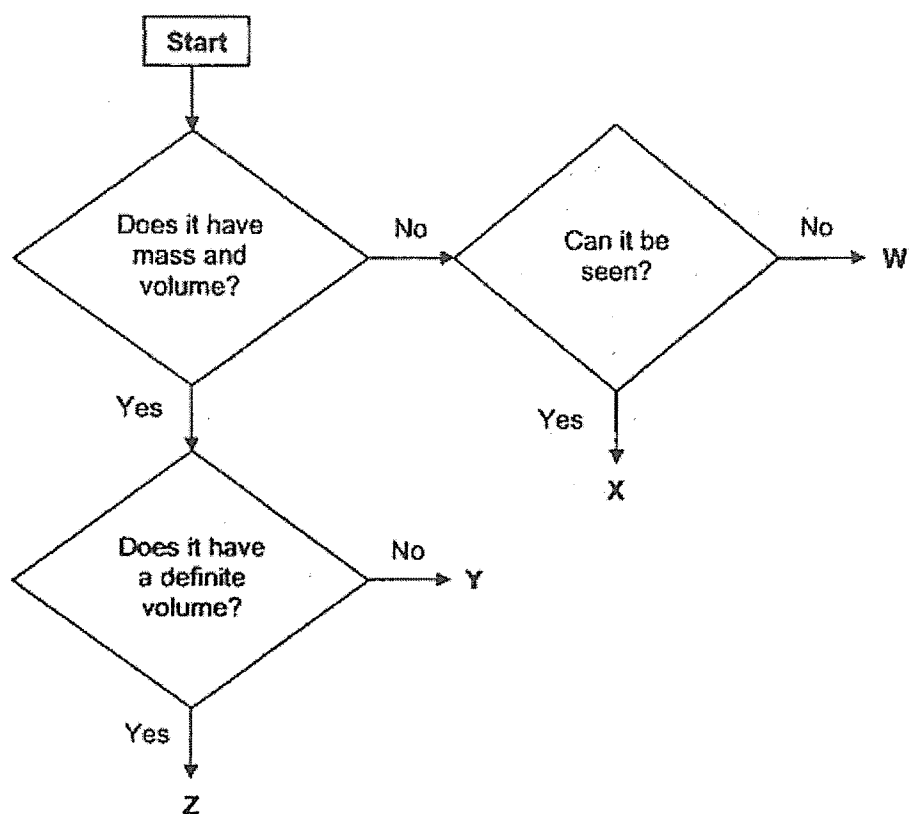 Start
Does it have
mass and
volume?
No
Can it be
seen?
No
W
Yes
Yes
X
Does it have
a definite
volume?
No
Y
Yes
Z